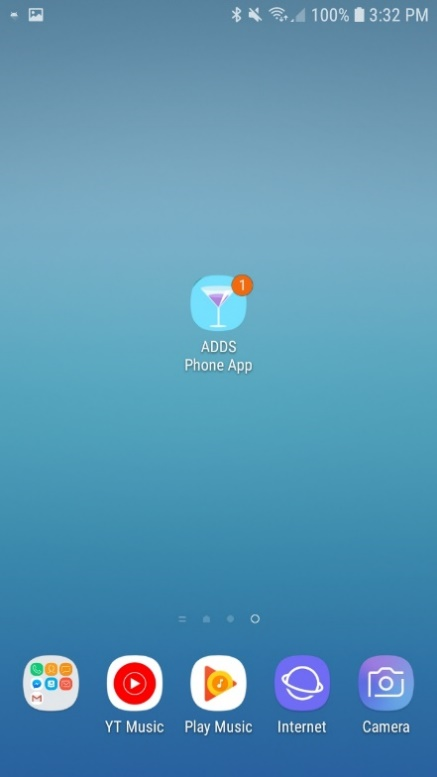 100% 3:32 PM
1
ADDS
Phone App
YT Music
Play Music
Internet
Camera